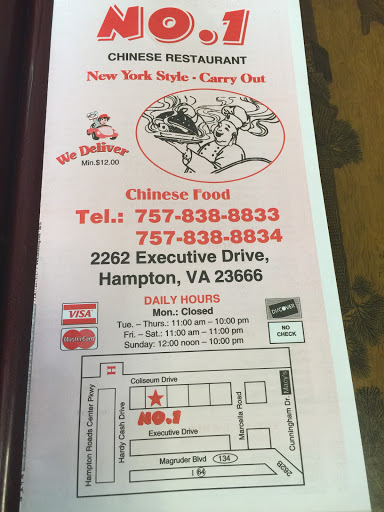 NO.1
CHINESE RESTAURANT
New York Style - Carry Out
We Deliver
Min.$12.00
Chinese Food
Tel.: 757-838-8833
757-838-8834
2262 Executive Drive,
Hampton, VA 23666
DAILY HOURS
Mon.: Closed
Tue. – Thurs.: 11:00 am – 10:00 pm
Fri. – Sat.: 11:00 am – 11:00 pm
Sunday: 12:00 noon – 10:00 pm
VISA
MasterCard
DISCOVER
NO
CHECK
H
Coliseum Drive
Hampton Roads Center Pkwy
Hardy Cash Drive
NO.1
Marcella Road
Cunningham Dr.
Executive Drive
Magruder Blvd
134
I 64